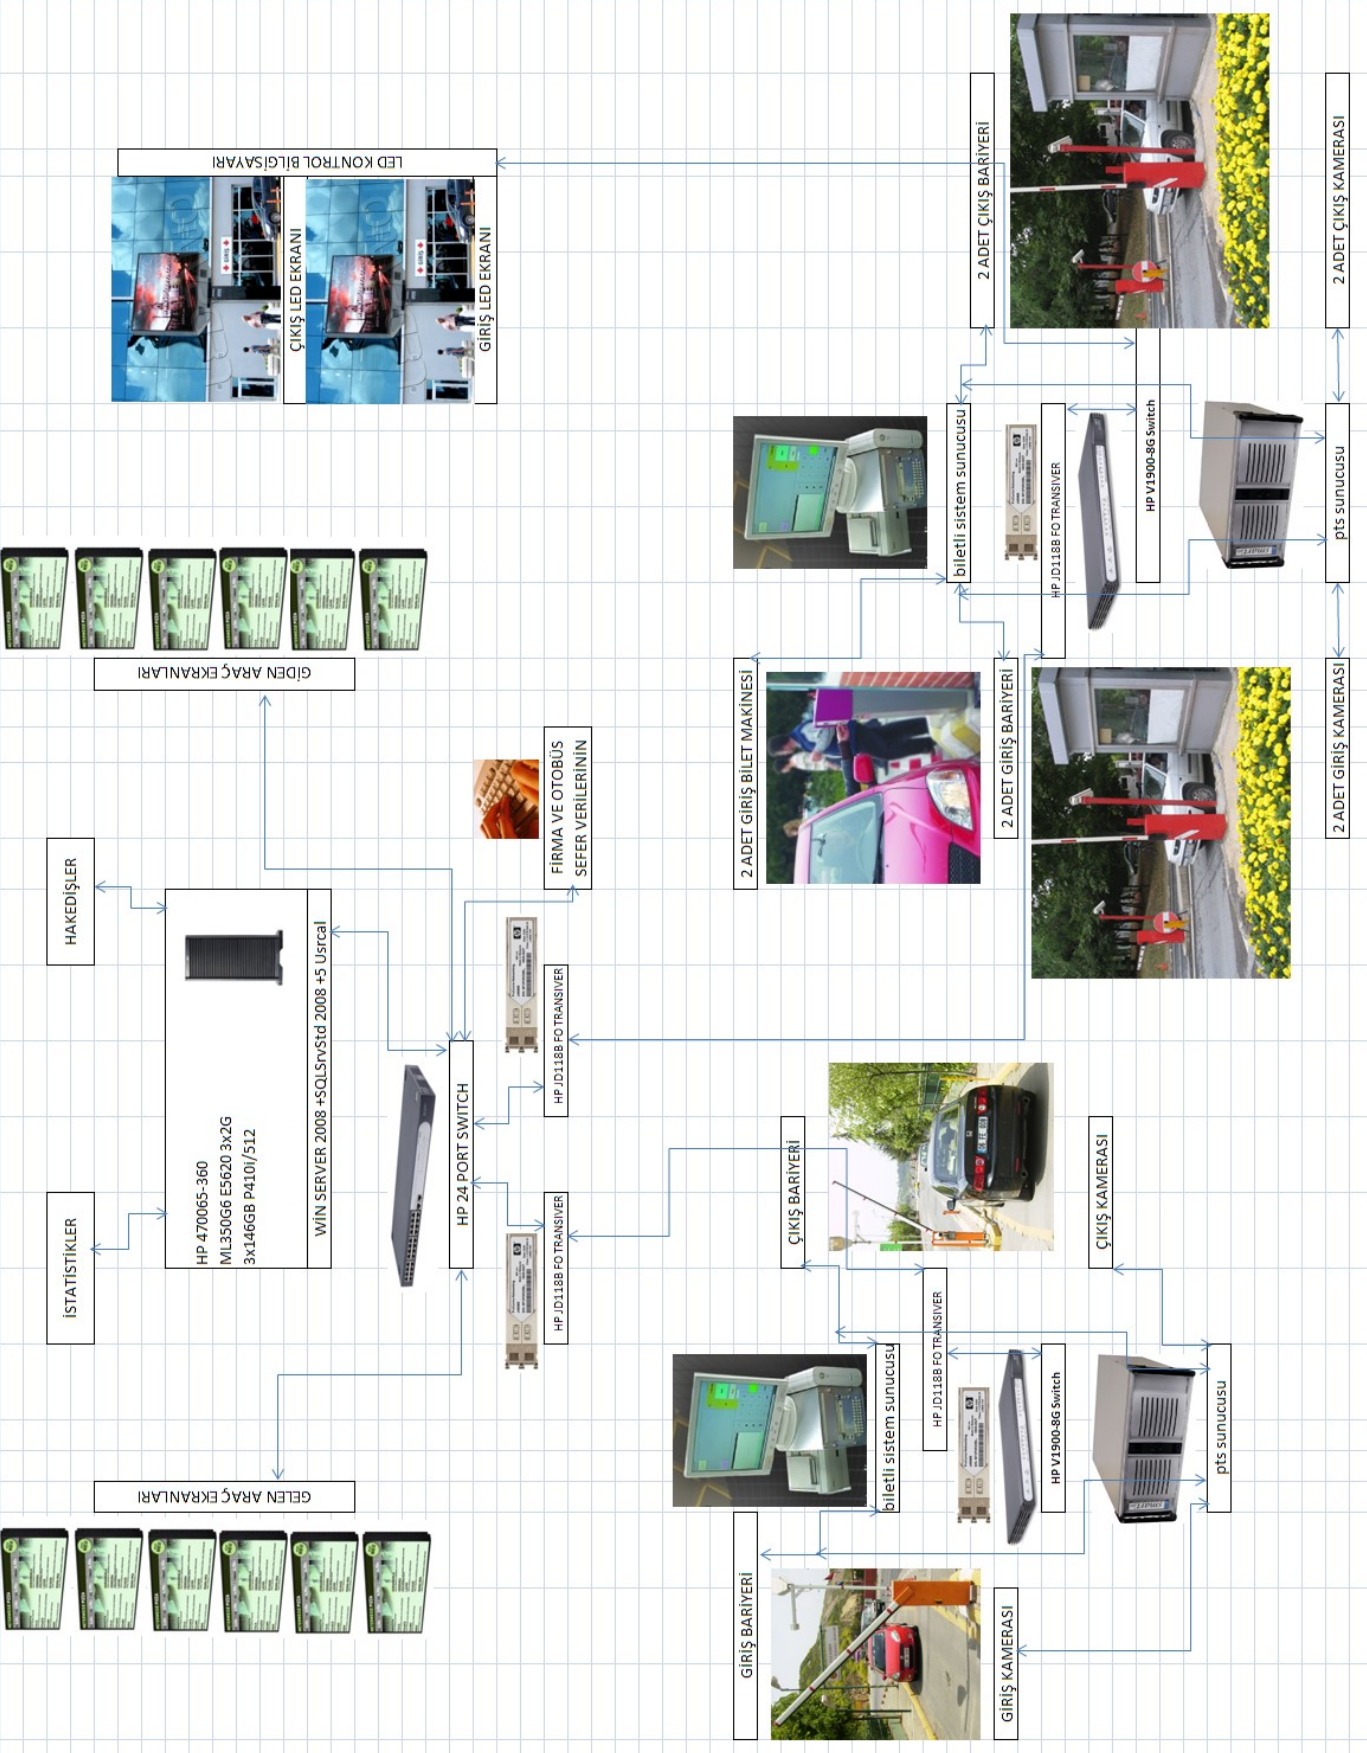 İSTATİSTİKLER
HAKEDİŞLER
GELEN ARAÇ EKRANLARI
GİDEN ARAÇ EKRANLARI
LED KONTROL BİLGİSAYARI
HP 470065-360
ML350G6 E5620 3x2G
3x146GB P410i/512
WİN SERVER 2008 +SQLSrvStd 2008 +5 Usrcal
ÇIKIŞ LED EKRANI
GİRİŞ LED EKRANI
HP 24 PORT SWITCH
HP JD118B FO TRANSIVER
HP JD118B FO TRANSIVER
FİRMA VE OTOBÜS
SEFER VERİLERİNİN
GİRİŞ BARİYERİ
biletli sistem sunucusu
ÇIKIŞ BARİYERİ
HP JD118B FO TRANSIVER
HP V1900-8G Switch
GİRİŞ KAMERASI
ÇIKIŞ KAMERASI
pts sunucusu
2 ADET GİRİŞ BİLET MAKİNESİ
2 ADET GİRİŞ BARİYERİ
biletli sistem sunucusu
2 ADET ÇIKIŞ BARİYERİ
HP JD118B FO TRANSIVER
HP V1900-8G Switch
2 ADET GİRİŞ KAMERASI
pts sunucusu
2 ADET ÇIKIŞ KAMERASI